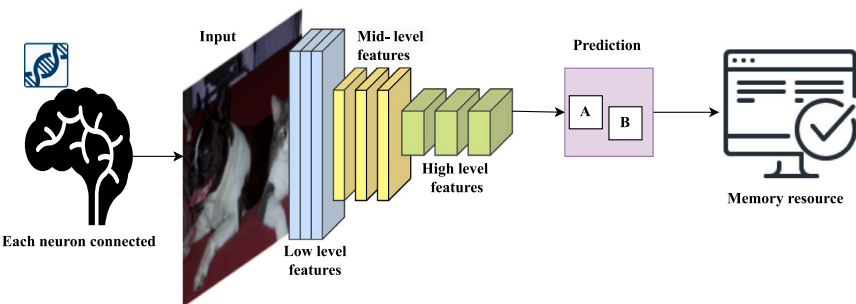 Each neuron connected
Input
Low level
features
Mid- level
features
High level
features
Prediction
A
B
Memory resource